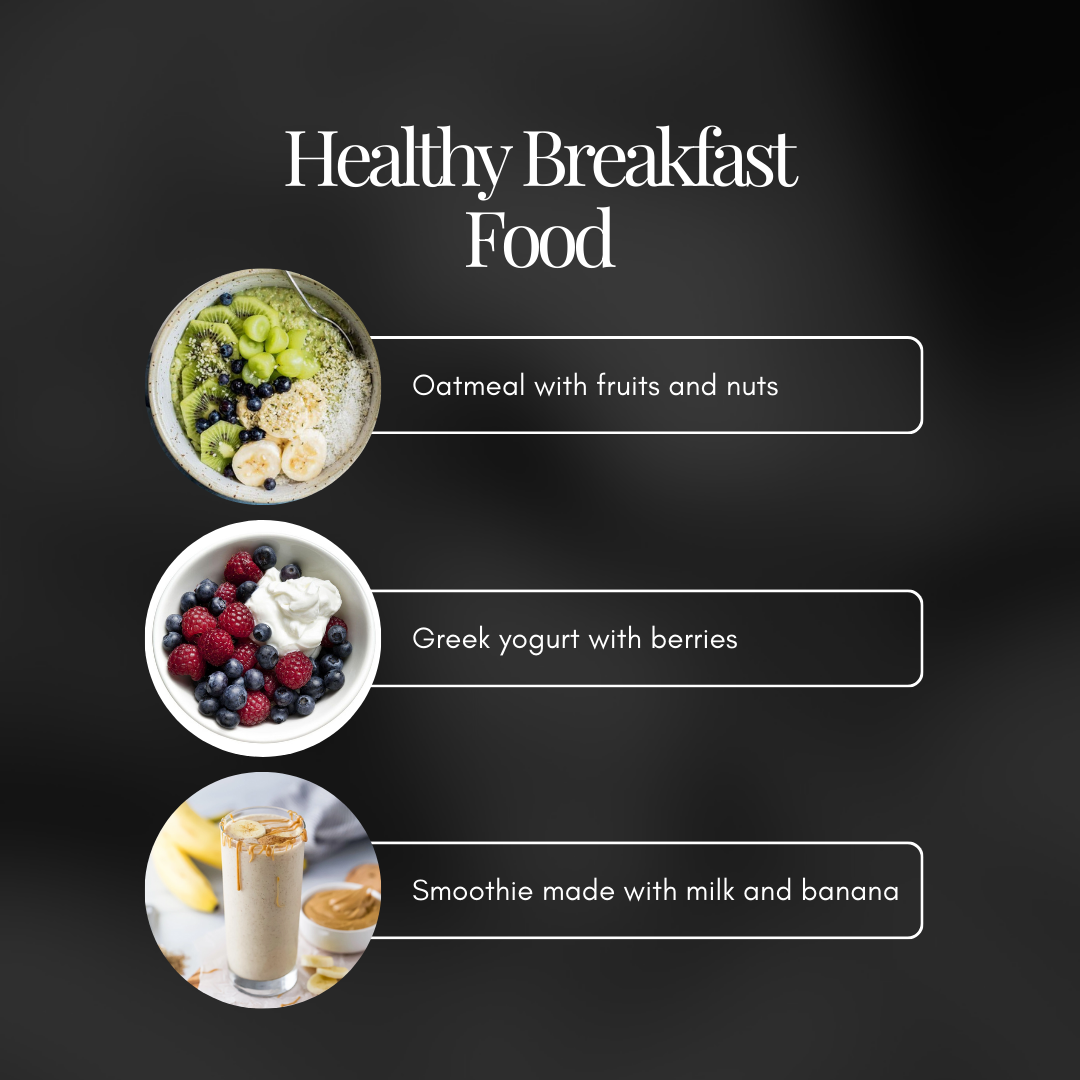 Healthy Breakfast
Food
Oatmeal with fruits and nuts
Greek yogurt with berries
Smoothie made with milk and banana